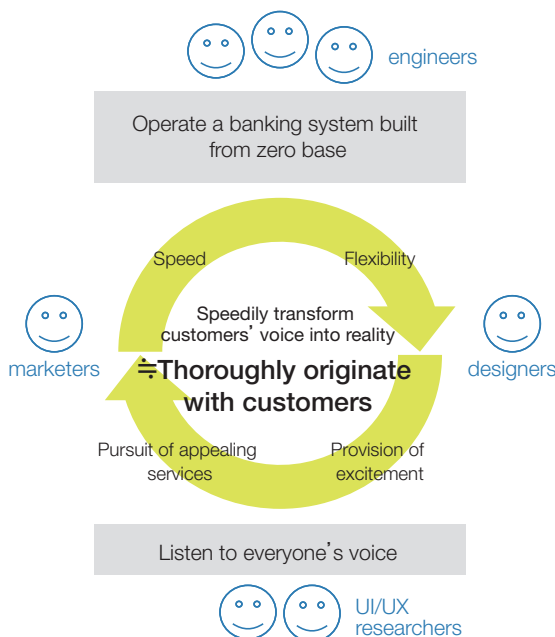 engineers
Operate a banking system built
from zero base
Speed
Flexibility
Speedily transform
customers’ voice into reality
marketers
designers
≒Thoroughly originate
with customers
Pursuit of appealing
services
Provision of
excitement
Listen to everyone’s voice
UI/UX
researchers